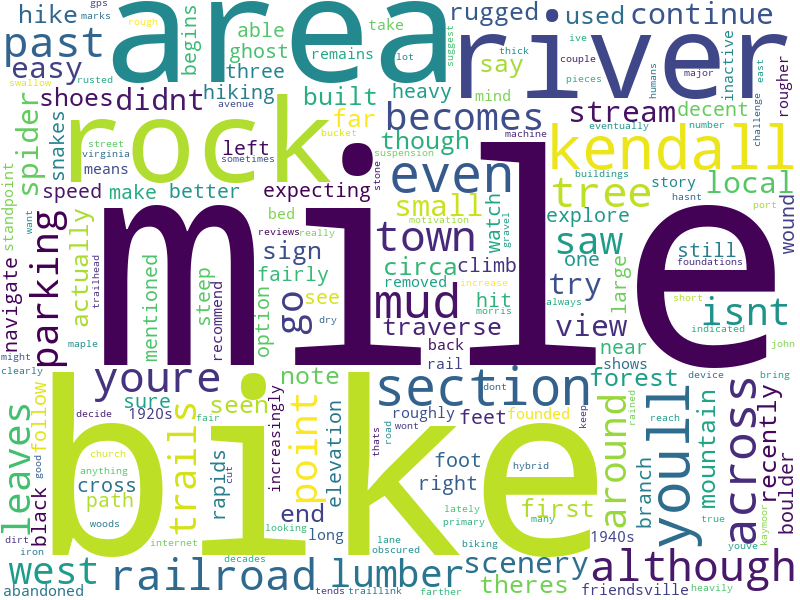 area
river
rock
mile
bike
kendall
past
easy
hike
marks
gps
rusted
rough
swallow
begins
able
ghost
three
remains
hiking
shoes
didnt
spider
snakes
street
virginia
means
speed
make
better
navigate
standpoint
want
trailhead
parking
actually
mentioned
steep
recommend
option
fairly
sign
expecting
left
built
heavy
take
lot
avenue
bucket
sometimes
far
though
becomes
suspension
stone
bed
even
small
town
circa
mud
traverse
go
see
dry
reviews
really
motivation
machine
climb
removed
increase
hit
morris
back
rail
watch
gravel
say
mind
suggest
rugged
used
continue
ive
couple
thick
pieces
humans
major
east
rougher
inactive
challenge
stream
decent
eventually
number
tree
buildings
story
hasnt
local
port
wound
explore
saw
one
still
foundations
try
large
view
isnt
always
indicated
short
john
near
shows
device
bring
might
clearly
maple
youre
sure
1920s
decide
note
seen
section
feet
roughly
founded
forest
dont
keep
rained
leaves
follow
good
church
anything
black
cross
path
woods
dirt
iron
internet
trails
fair
rapids
cut
increasingly
looking
point
end
long
elevation
road
thats
wont
foot
right
hybrid
first
many
lately
primary
biking
lane
obscured
around
branch
youll
reach
mountain
true
youve
across
recently
boulder
kaymoor
1940s
west
abandoned
railroad
decades
tends
traillink
lumber
farther
scenery
theres
although
friendsville
heavily